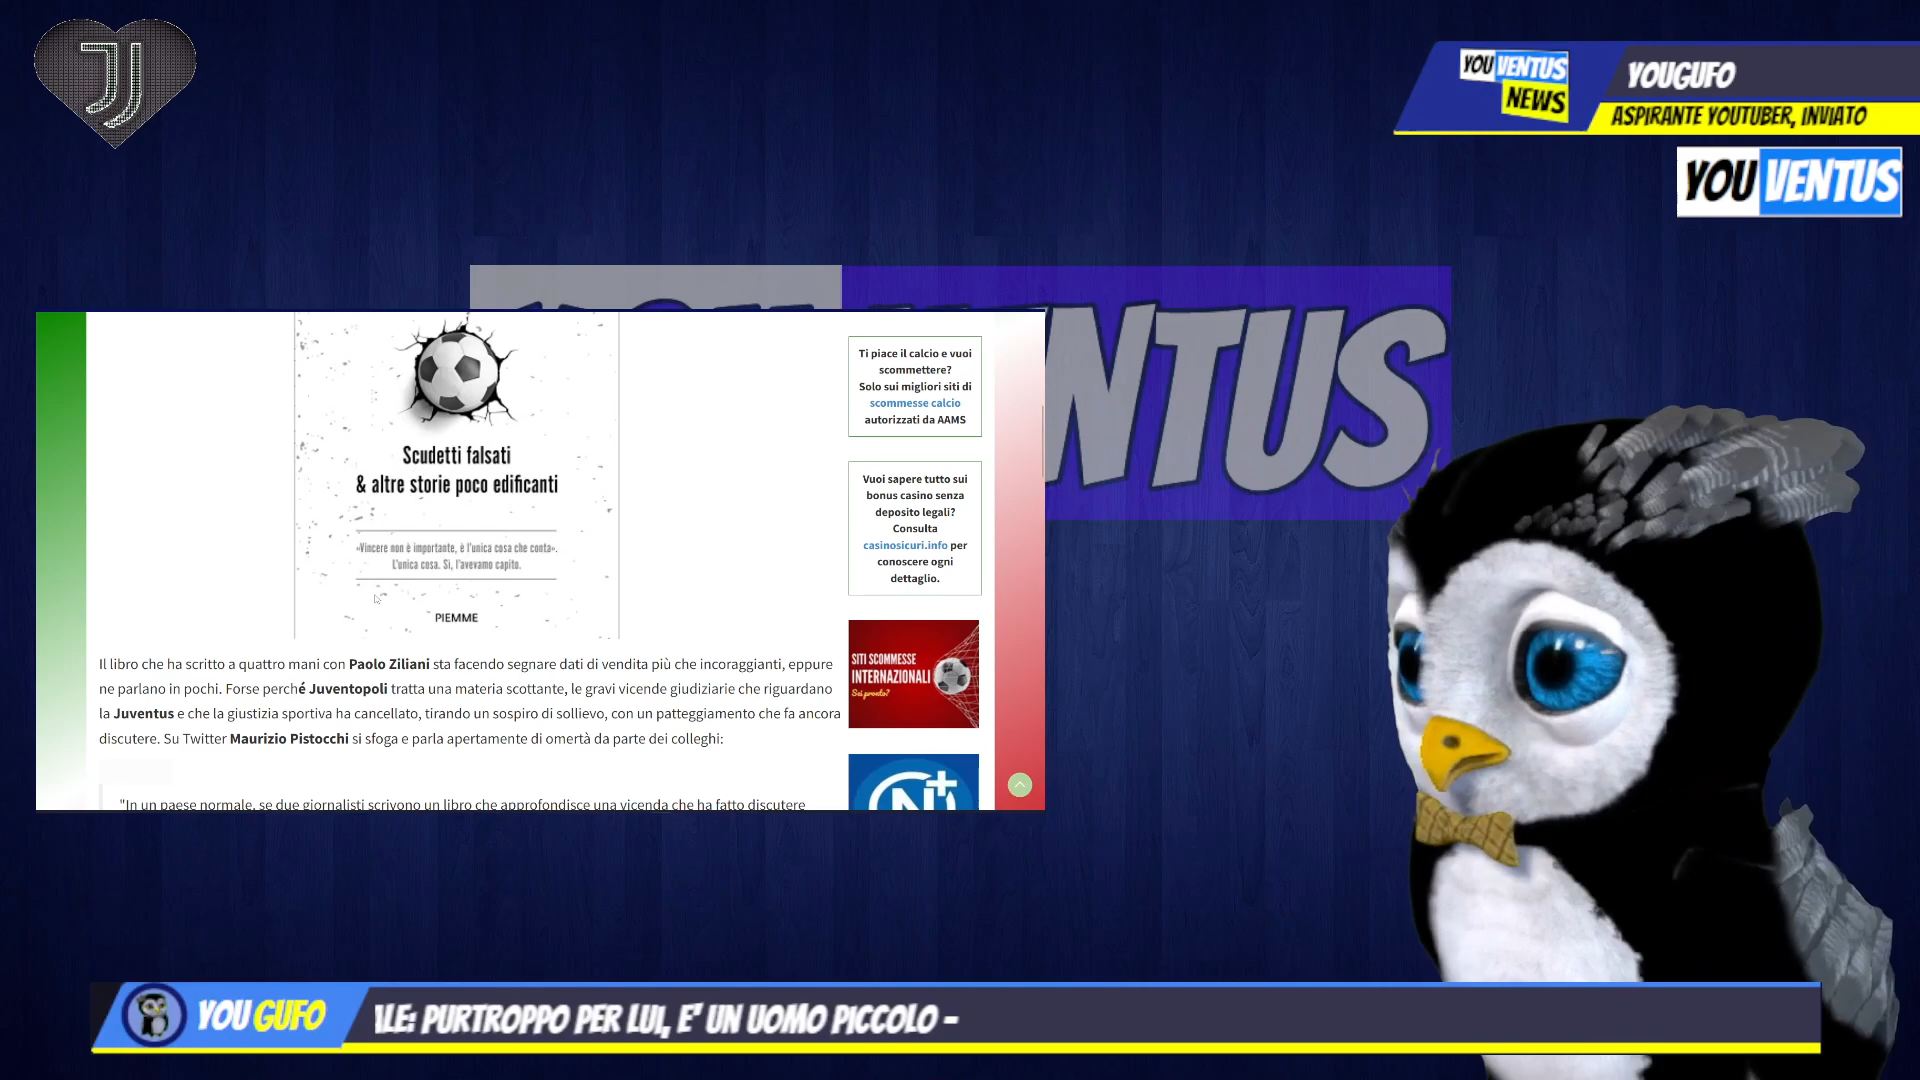 YOUVENTUS
NEWS
YOUGUFO
ASPIRANTE YOUTUBER, INVIATO
YOUVENTUS
NTUS
Scudetti falsati
& altre storie poco edificanti
«Vincere non è importante, è l'unica cosa che conta».
L'unica cosa. Sì, l'avevamo capito.
PIEMME
Il libro che ha scritto a quattro mani con Paolo Ziliani sta facendo segnare dati di vendita più che incoraggianti, eppure
ne parlano in pochi. Forse perché Juventopoli tratta una materia scottante, le gravi vicende giudiziarie che riguardano
la Juventus e che la giustizia sportiva ha cancellato, tirando un sospiro di sollievo, con un patteggiamento che fa ancora
discutere. Su Twitter Maurizio Pistocchi si sfoga e parla apertamente di omertà da parte dei colleghi:
"In un paese normale, se due giornalisti scrivono un libro che approfondisce una vicenda che ha fatto discutere
Ti piace il calcio e vuoi
scommettere?
Solo sui migliori siti di
scommesse calcio
autorizzati da AAMS
Vuoi sapere tutto sui
bonus casino senza
deposito legali?
Consulta
casinosicuri.info per
conoscere ogni
dettaglio.
SITI SCOMMESSE
INTERNAZIONALI
Sei pronto?
N+
YOU GUFO
ILE: PURTROPPO PER LUI, E' UN UOMO PICCOLO -